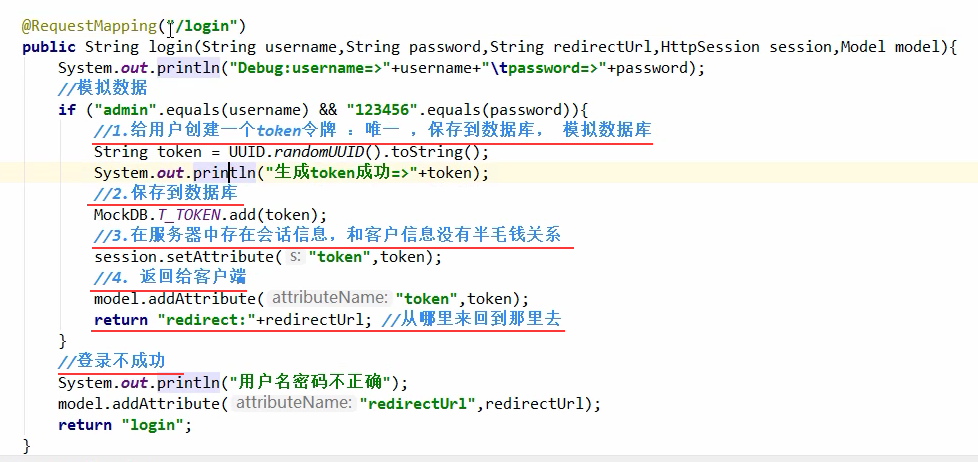 @RequestMapping("/login")
public String login(String username,String password,String redirectUrl,HttpSession session,Model model){
System.out.println("Debug:username=>"+username+"\tpassword=>"+password);
//模拟数据
if ("admin".equals(username) && "123456".equals(password)){
//1.给用户创建一个token令牌 : 唯一 , 保存到数据库, 模拟数据库
String token = UUID.randomUUID().toString();
System.out.println("生成token成功=>"+token);
//2.保存到数据库
MockDB.T_TOKEN.add(token);
//3.在服务器中存在会话信息，和客户信息没有半毛钱关系
session.setAttribute( s: "token",token);
//4. 返回给客户端
model.addAttribute( attributeName: "token",token);
return "redirect:"+redirectUrl; //从哪里来回到那里去
}
//登录不成功
System.out.println("用户名密码不正确");
model.addAttribute( attributeName: "redirectUrl",redirectUrl);
return "login";
}